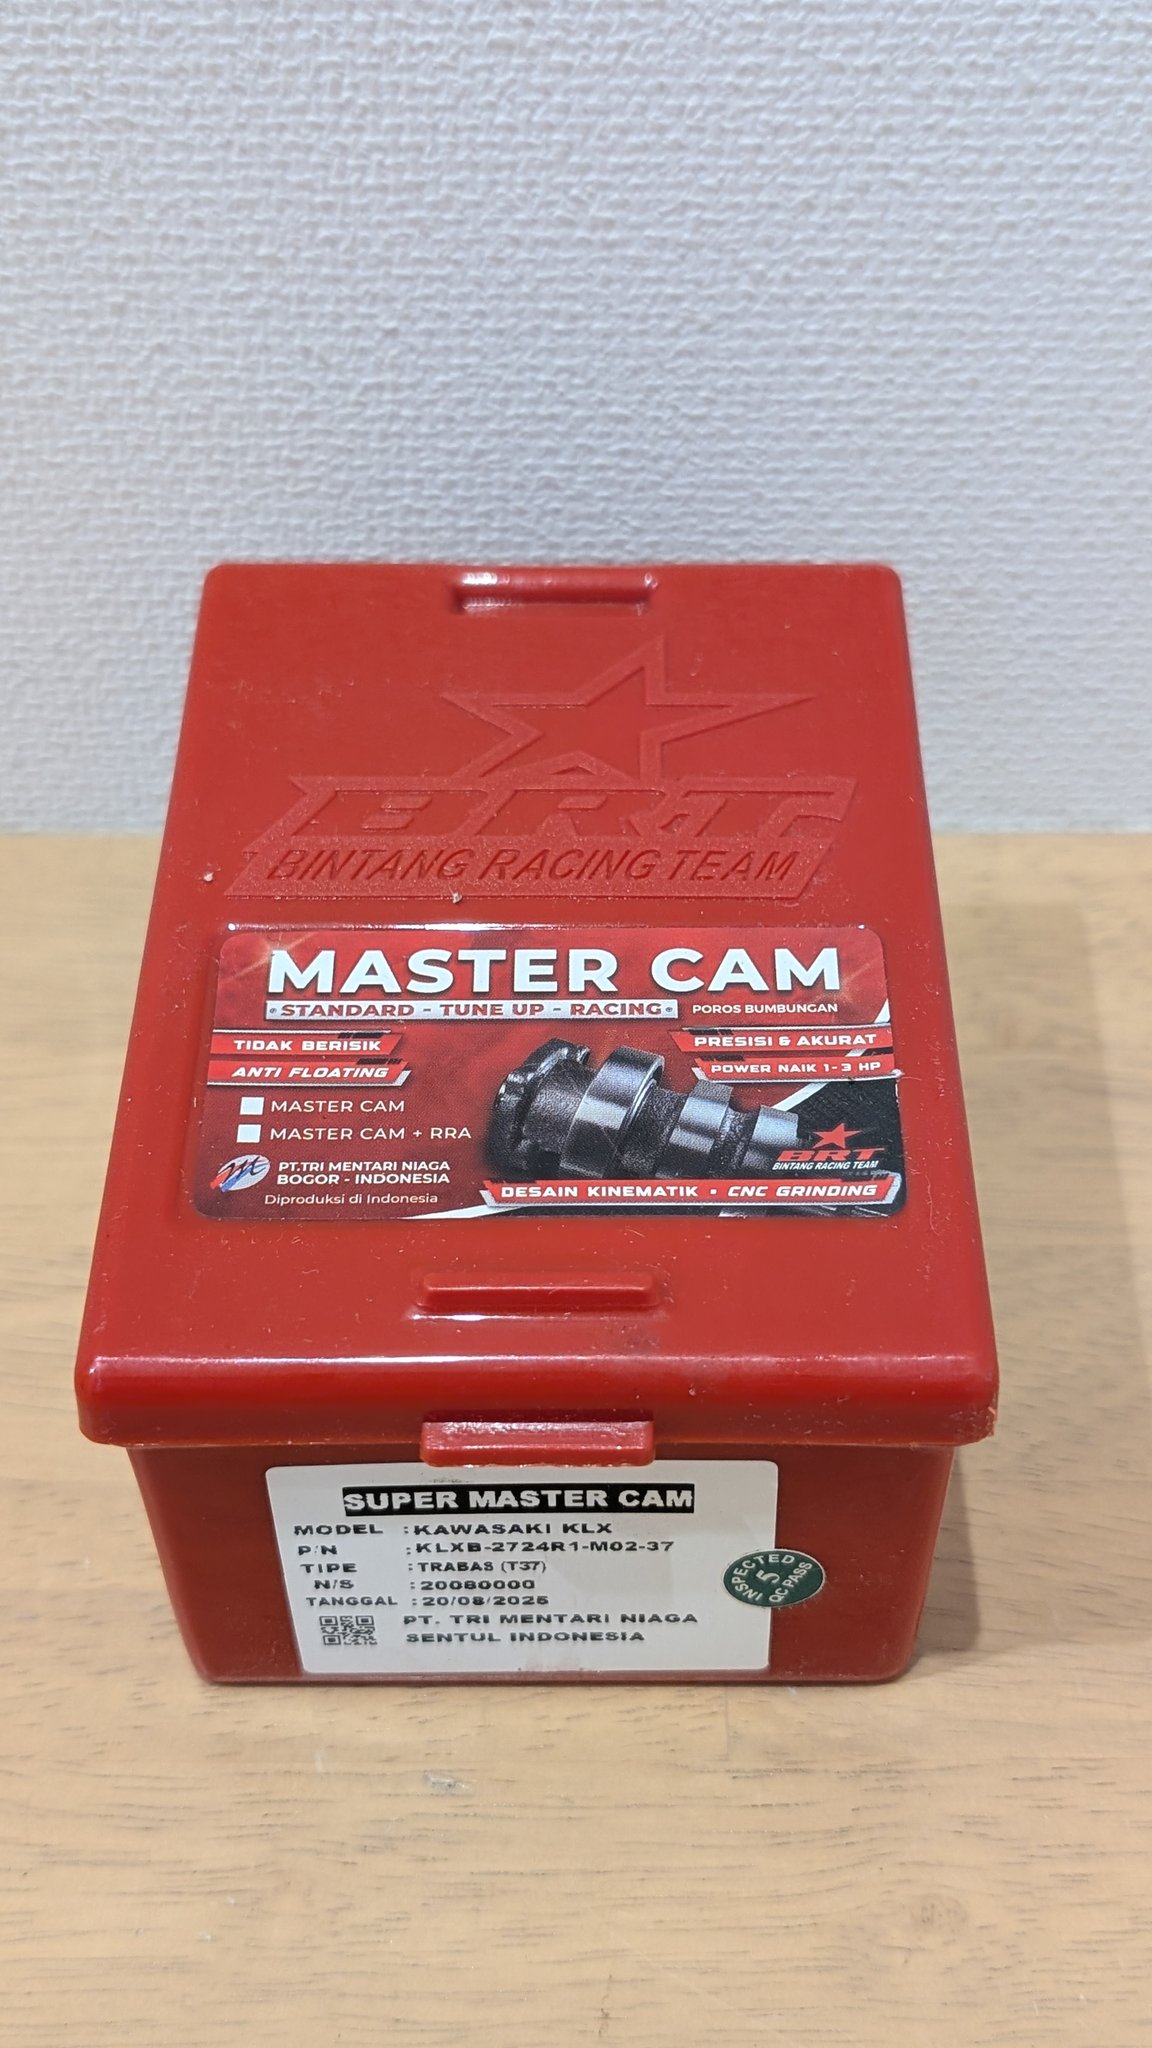 BRT
BINTANG RACING TEAM
MASTER CAM
STANDARD - TUNE UP - RACING
POROS BUMBUNGAN
TIDAK BERISIK
PRESISI & AKURAT
ANTI FLOATING
POWER NAIK 1-3 HP
MASTER CAM
MASTER CAM + RRA
PT.TRI MENTARI NIAGA
BOGOR - INDONESIA
Diproduksi di Indonesia
BRT
BINTANG RACING TEAM
DESAIN KINEMATIK • CNC GRINDING
SUPER MASTER CAM
MODEL : KAWASAKI KLX
P/N : KLXB-2724R1-M02-37
TIPE : TRABAS (T37)
N/S : 20080000
TANGGAL : 20/08/2025
PT. TRI MENTARI NIAGA
SENTUL INDONESIA
INSPECTED
5
QC PASS